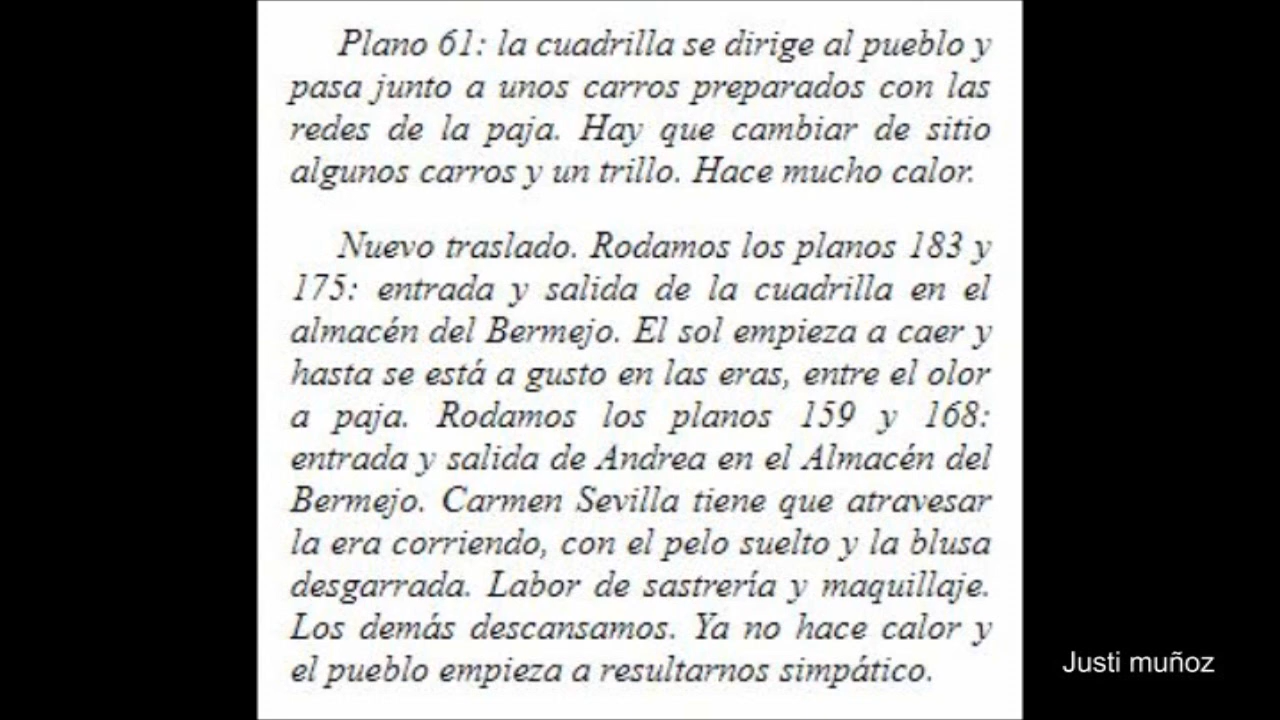 Plano 61: la cuadrilla se dirige al pueblo y
pasa junto a unos carros preparados con las
redes de la paja. Hay que cambiar de sitio
algunos carros y un trillo. Hace mucho calor.
Nuevo traslado. Rodamos los planos 183 y
175: entrada y salida de la cuadrilla en el
almacén del Bermejo. El sol empieza a caer y
hasta se está a gusto en las eras, entre el olor
a paja. Rodamos los planos 159 y 168:
entrada y salida de Andrea en el Almacén del
Bermejo. Carmen Sevilla tiene que atravesar
la era corriendo, con el pelo suelto y la blusa
desgarrada. Labor de sastrería y maquillaje.
Los demás descansamos. Ya no hace calor y
el pueblo empieza a resultarnos simpático.
Justi muñoz